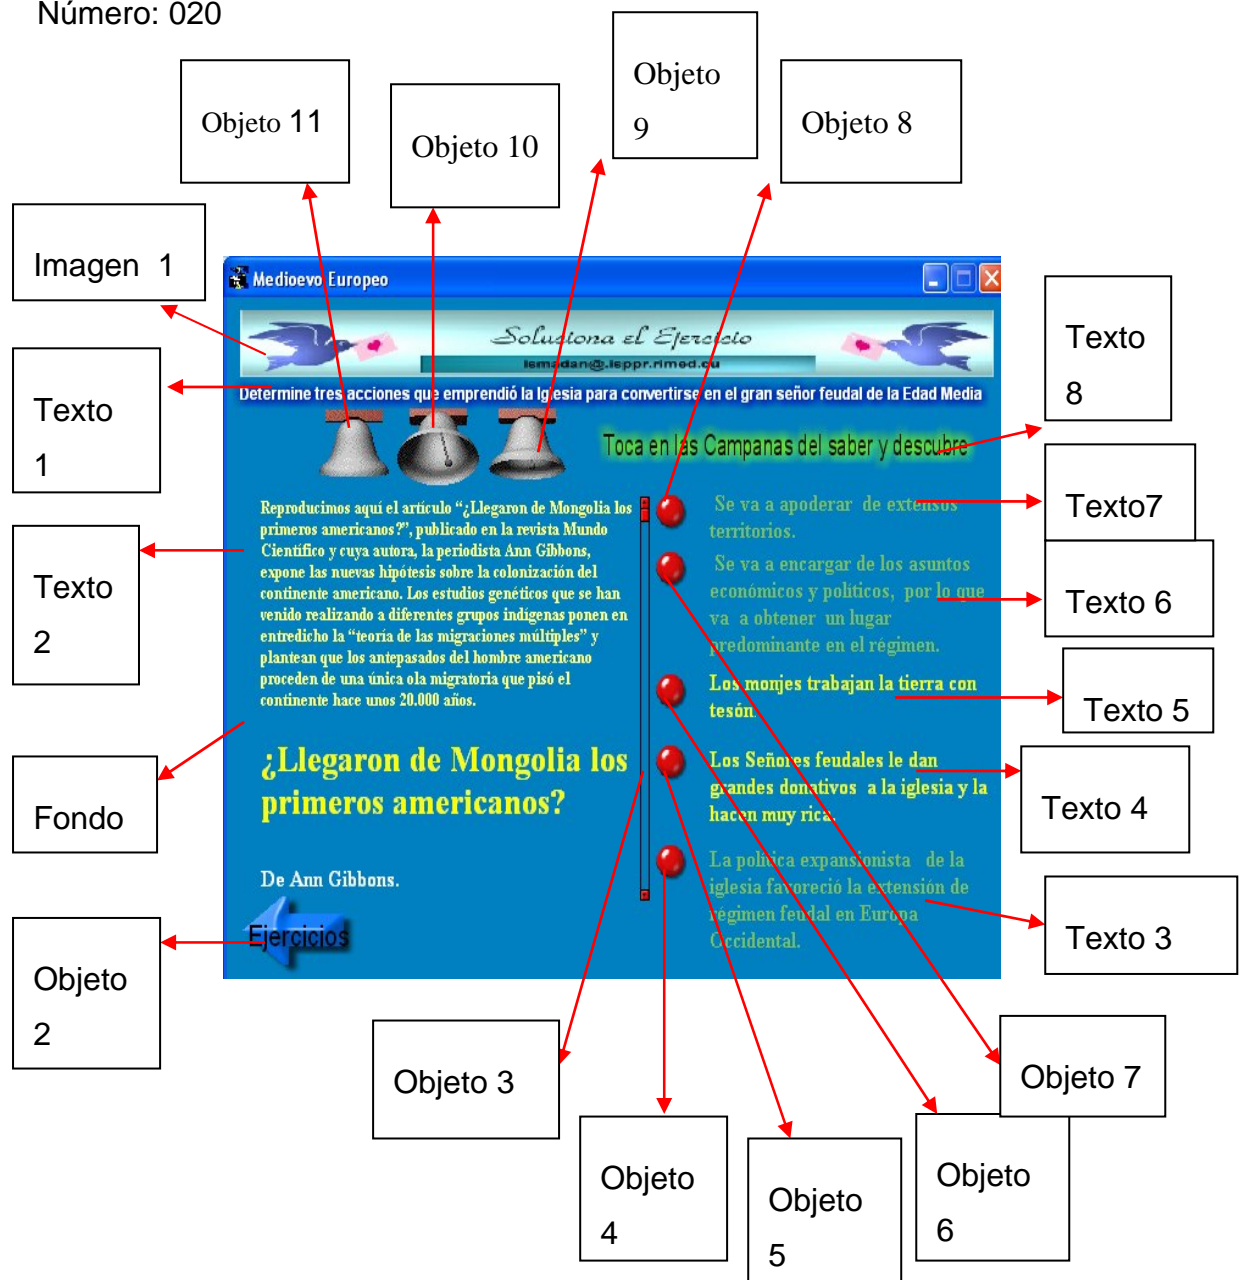 Número: 020
Objeto
9
Objeto 11
Objeto 10
Objeto 8
Imagen 1
Medioevo Europeo
Soluciona el Ejercicio
ismadan@.isppr.rimed.cu
Texto
8
Texto
1
Determine tres acciones que emprendió la Iglesia para convertirse en el gran señor feudal de la Edad Media
Toca en las Campanas del saber y descubre
Texto7
Texto
2
Reproducimos aquí el artículo “¿Llegaron de Mongolia los
primeros americanos?”, publicado en la revista Mundo
Científico y cuya autora, la periodista Ann Gibbons,
expone las nuevas hipótesis sobre la colonización del
continente americano. Los estudios genéticos que se han
venido realizando a diferentes grupos indígenas ponen en
entredicho la “teoría de las migraciones múltiples” y
plantean que los antepasados del hombre americano
proceden de una única ola migratoria que pisó el
continente hace unos 20.000 años.
¿Llegaron de Mongolia los
primeros americanos?
De Ann Gibbons.
Ejercicios
Se va a apoderar de extensos
territorios.
Se va a encargar de los asuntos
económicos y políticos, por lo que
va a obtener un lugar
predominante en el régimen.
Los monjes trabajan la tierra con
tesón.
Los Señores feudales le dan
grandes donativos a la iglesia y la
hacen muy rica.
La política expansionista de la
iglesia favoreció la extensión de
régimen feudal en Europa
Occidental.
Texto 6
Texto 5
Texto 4
Texto 3
Fondo
Objeto
2
Objeto 3
Objeto 7
Objeto
4
Objeto
5
Objeto
6